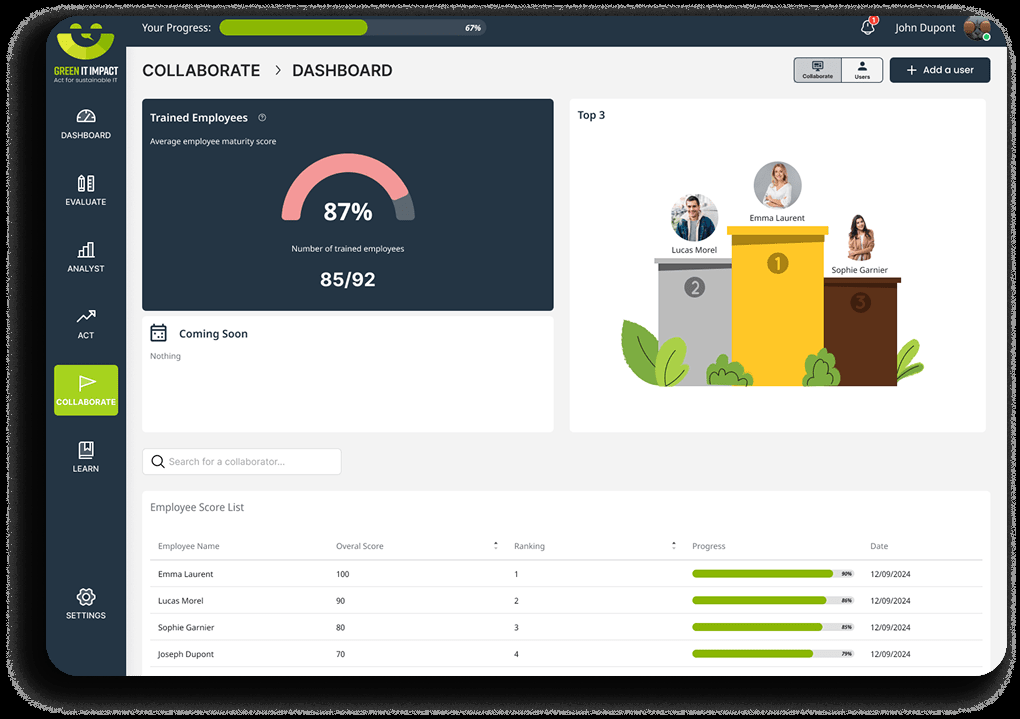 Your Progress:
67%
1
John Dupont
GREEN IT IMPACT
Act for sustainable IT
COLLABORATE > DASHBOARD
Collaborate
Users
+ Add a user
DASHBOARD
EVALUATE
ANALYST
ACT
COLLABORATE
LEARN
SETTINGS
Trained Employees
Average employee maturity score
87%
Number of trained employees
85/92
Top 3
Emma Laurent
Lucas Morel
Sophie Garnier
1
2
3
Coming Soon
Nothing
Search for a collaborator...
Employee Score List
Employee Name Overal Score Ranking Progress Date
Emma Laurent 100 1 90% 12/09/2024
Lucas Morel 90 2 86% 12/09/2024
Sophie Garnier 80 3 85% 12/09/2024
Joseph Dupont 70 4 79% 12/09/2024